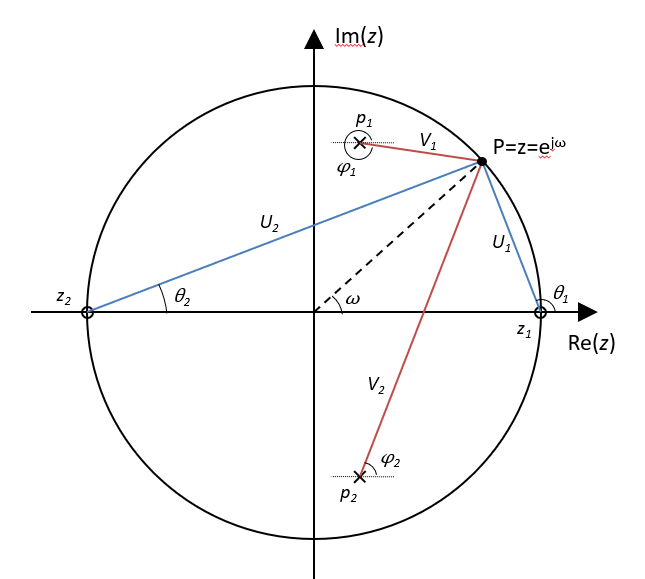 Im(z)
p₁
V₁
P=z=eʲω
φ₁
U₂
U₁
z₂
θ₂
ω
θ₁
z₁
Re(z)
V₂
φ₂
p₂